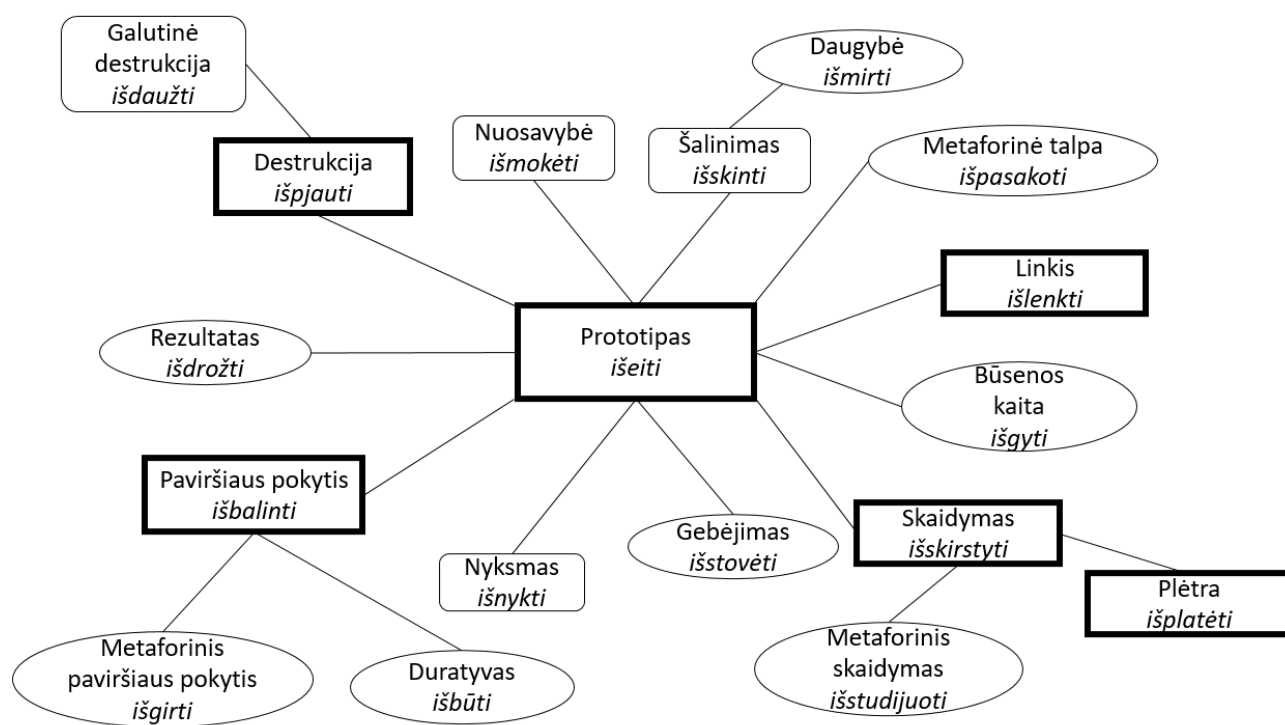 Galutinė
destrukcija
išdaužti
Daugybė
išmirti
Destrukcija
išpjauti
Nuosavybė
išmokėti
Šalinimas
išskinti
Metaforinė talpa
išpasakoti
Linkis
išlenkti
Prototipas
išeiti
Rezultatas
išdrožti
Būsenos
kaita
išgyti
Paviršiaus pokytis
išbalinti
Gebėjimas
išstovėti
Skaidymas
išskirstyti
Nyksmas
išnykti
Plėtra
išplatėti
Metaforinis
paviršiaus pokytis
išgirti
Duratyvas
išbūti
Metaforinis
skaidymas
išstudijuoti